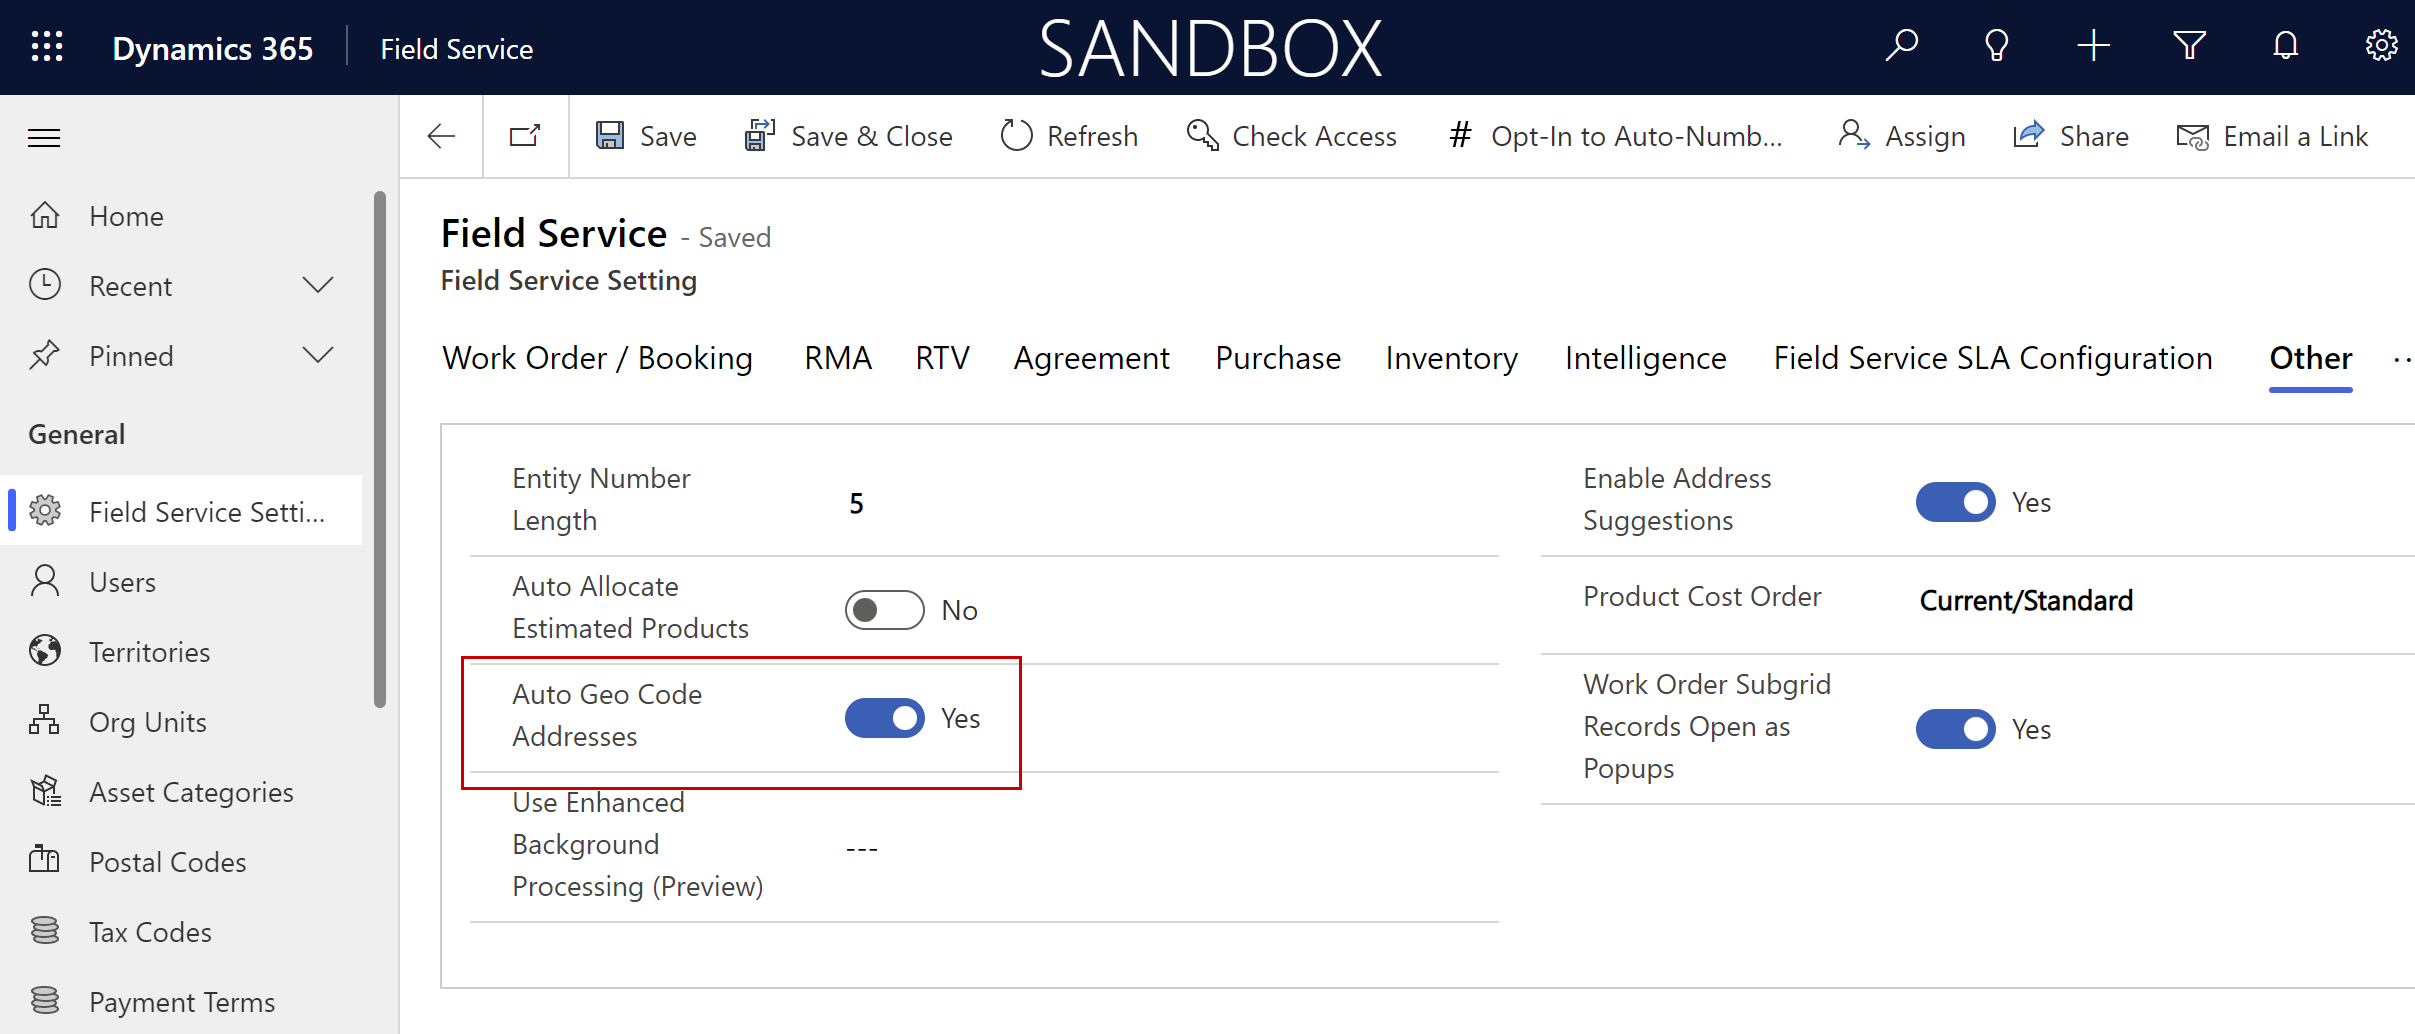 Dynamics 365 Field Service SANDBOX
Save Save & Close Refresh Check Access # Opt-In to Auto-Numb... Assign Share Email a Link
Home
Recent
Pinned
General
Field Service Setti...
Users
Territories
Org Units
Asset Categories
Postal Codes
Tax Codes
Payment Terms
Field Service - Saved
Field Service Setting
Work Order / Booking RMA RTV Agreement Purchase Inventory Intelligence Field Service SLA Configuration Other ..
Entity Number
Length
5
Auto Allocate
Estimated Products
No
Auto Geo Code
Addresses
Yes
Use Enhanced
Background
Processing (Preview)
---
Enable Address
Suggestions
Yes
Product Cost Order
Current/Standard
Work Order Subgrid
Records Open as
Popups
Yes